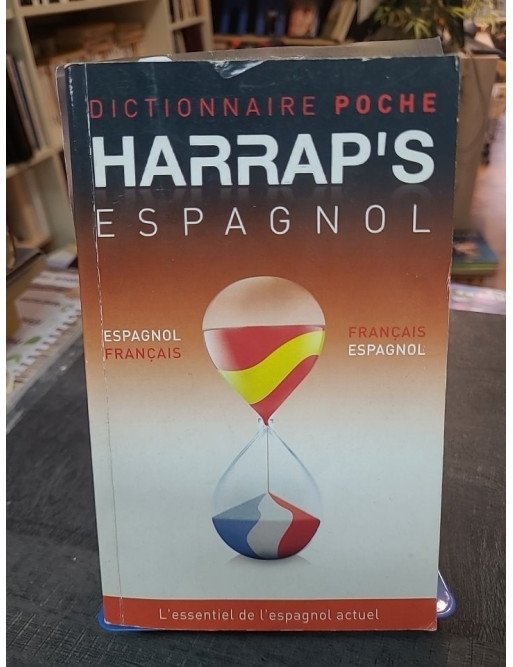 DICTIONNAIRE POCHE
HARRAP'S
ESPAGNOL
ESPAGNOL
FRANÇAIS
FRANÇAIS
ESPAGNOL
L'essentiel de l'espagnol actuel